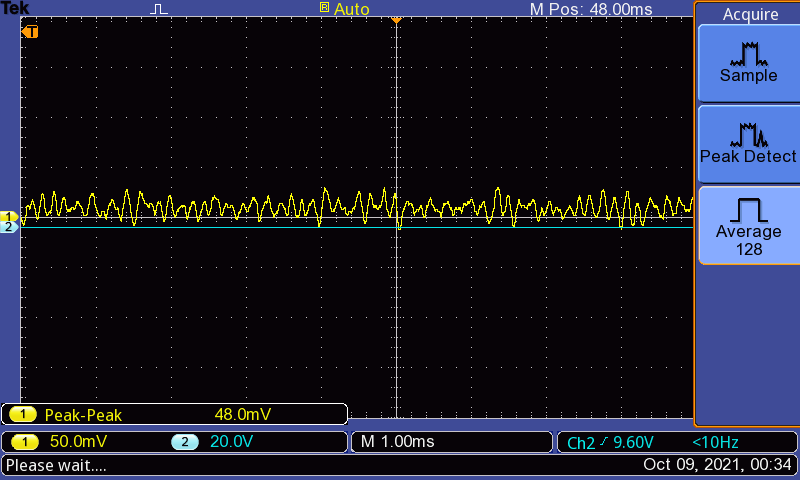 Tek
R Auto
M Pos: 48.00ms
Acquire
T
Sample
Peak Detect
Average
128
1
2
1 Peak-Peak 48.0mV
1 50.0mV
2 20.0V
M 1.00ms
Ch2 9.60V <10Hz
Please wait....
Oct 09, 2021, 00:34